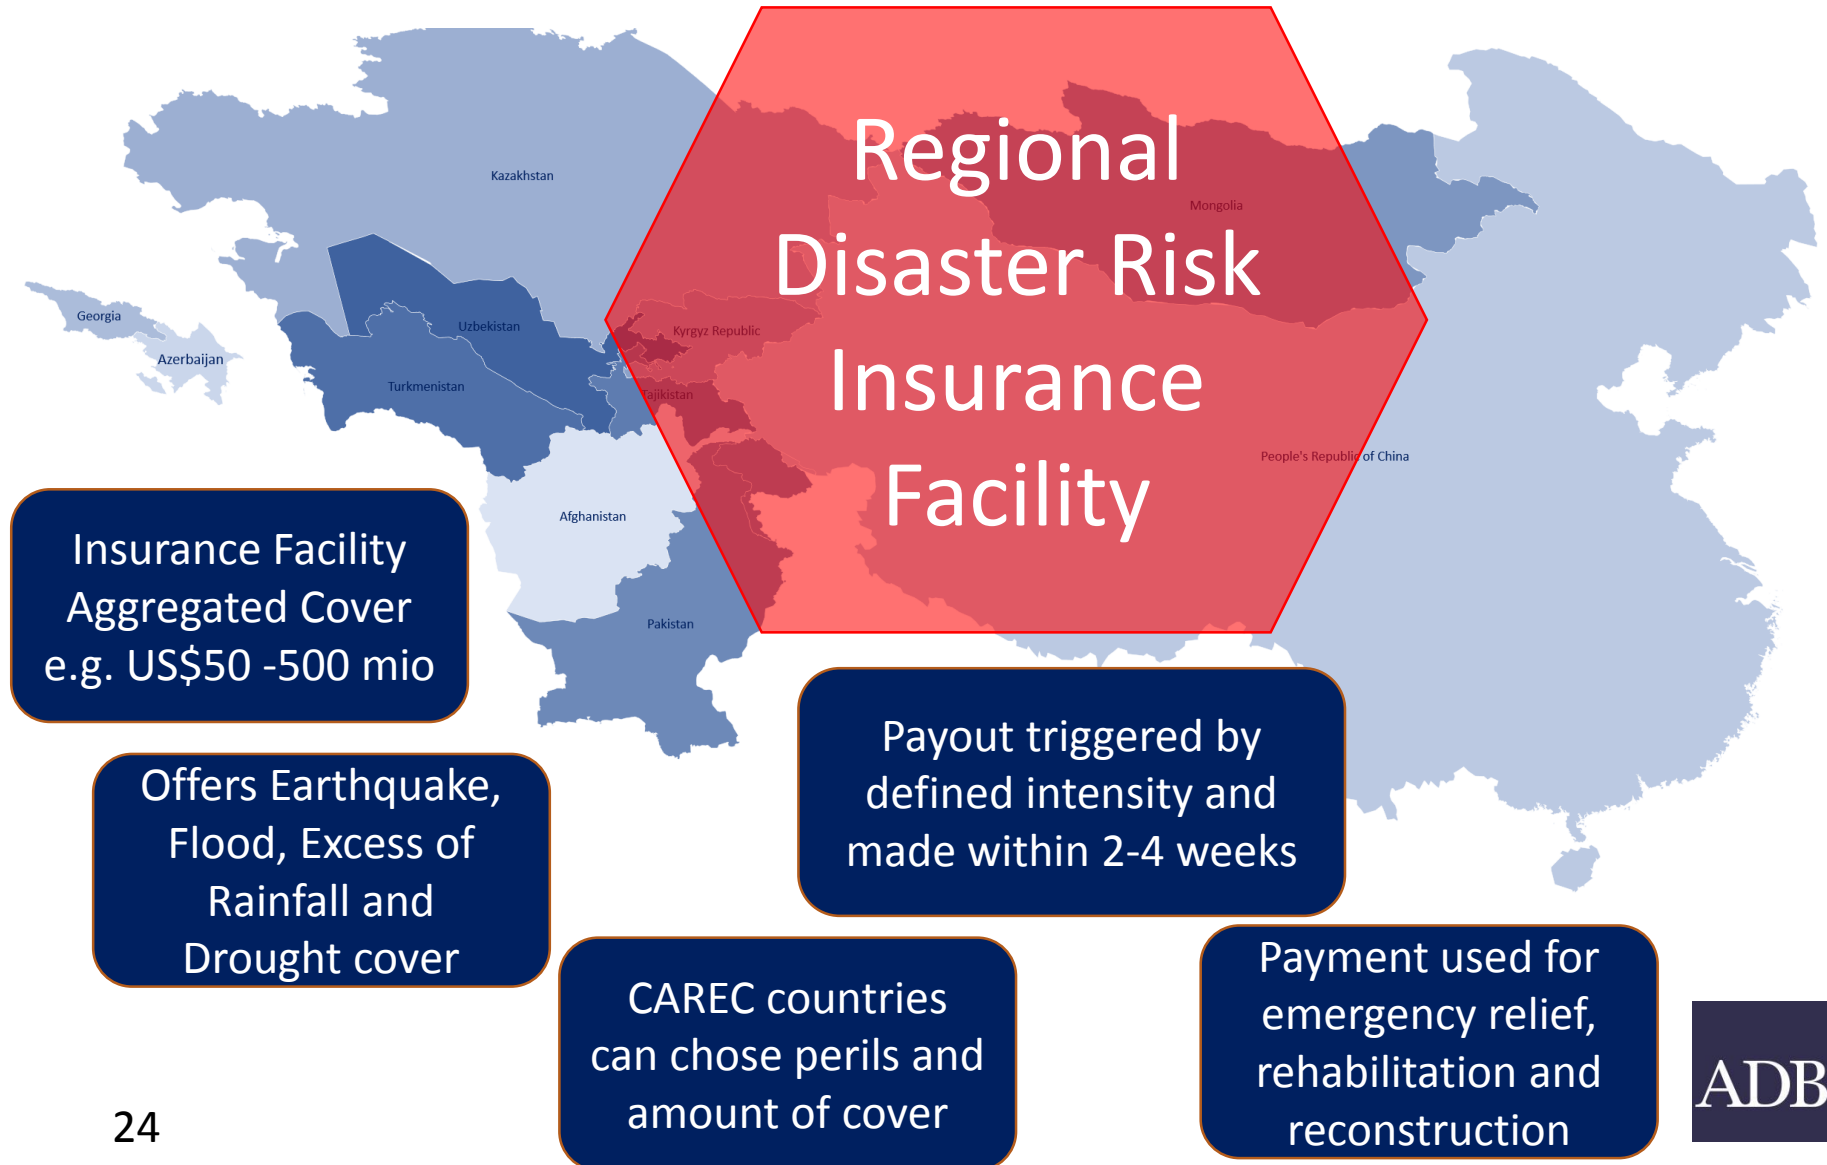 Regional
Disaster Risk
Insurance
Facility
Kazakhstan
Mongolia
Georgia
Azerbaijan
Uzbekistan
Kyrgyz Republic
Turkmenistan
Tajikistan
People's Republic of China
Afghanistan
Pakistan
Insurance Facility
Aggregated Cover
e.g. US$50 -500 mio
Offers Earthquake,
Flood, Excess of
Rainfall and
Drought cover
Payout triggered by
defined intensity and
made within 2-4 weeks
CAREC countries
can chose perils and
amount of cover
Payment used for
emergency relief,
rehabilitation and
reconstruction
ADB
24